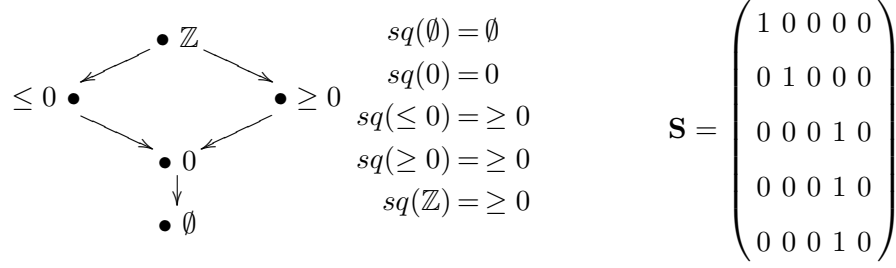 • ℤ
≤ 0 •
• ≥ 0
• 0
• ∅
sq(∅) = ∅
sq(0) = 0
sq(≤ 0) = ≥ 0
sq(≥ 0) = ≥ 0
sq(ℤ) = ≥ 0
S =
1 0 0 0 0
0 1 0 0 0
0 0 0 1 0
0 0 0 1 0
0 0 0 1 0